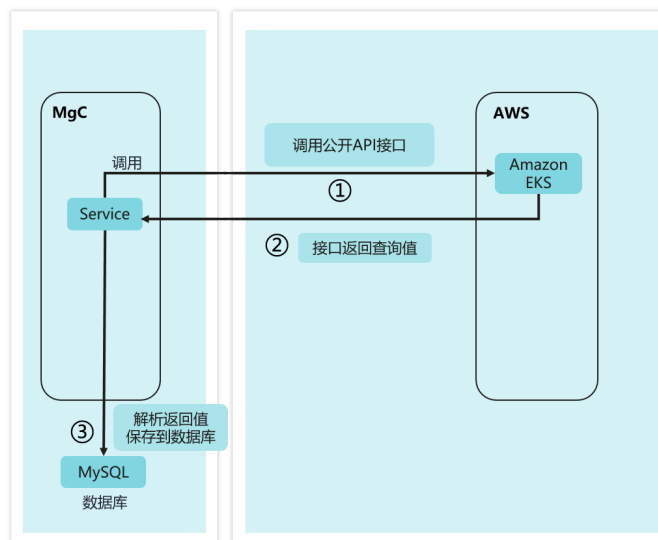 MgC
AWS
调用公开API接口
调用
Amazon
EKS
①
Service
②
接口返回查询值
③
解析返回值
保存到数据库
MySQL
数据库